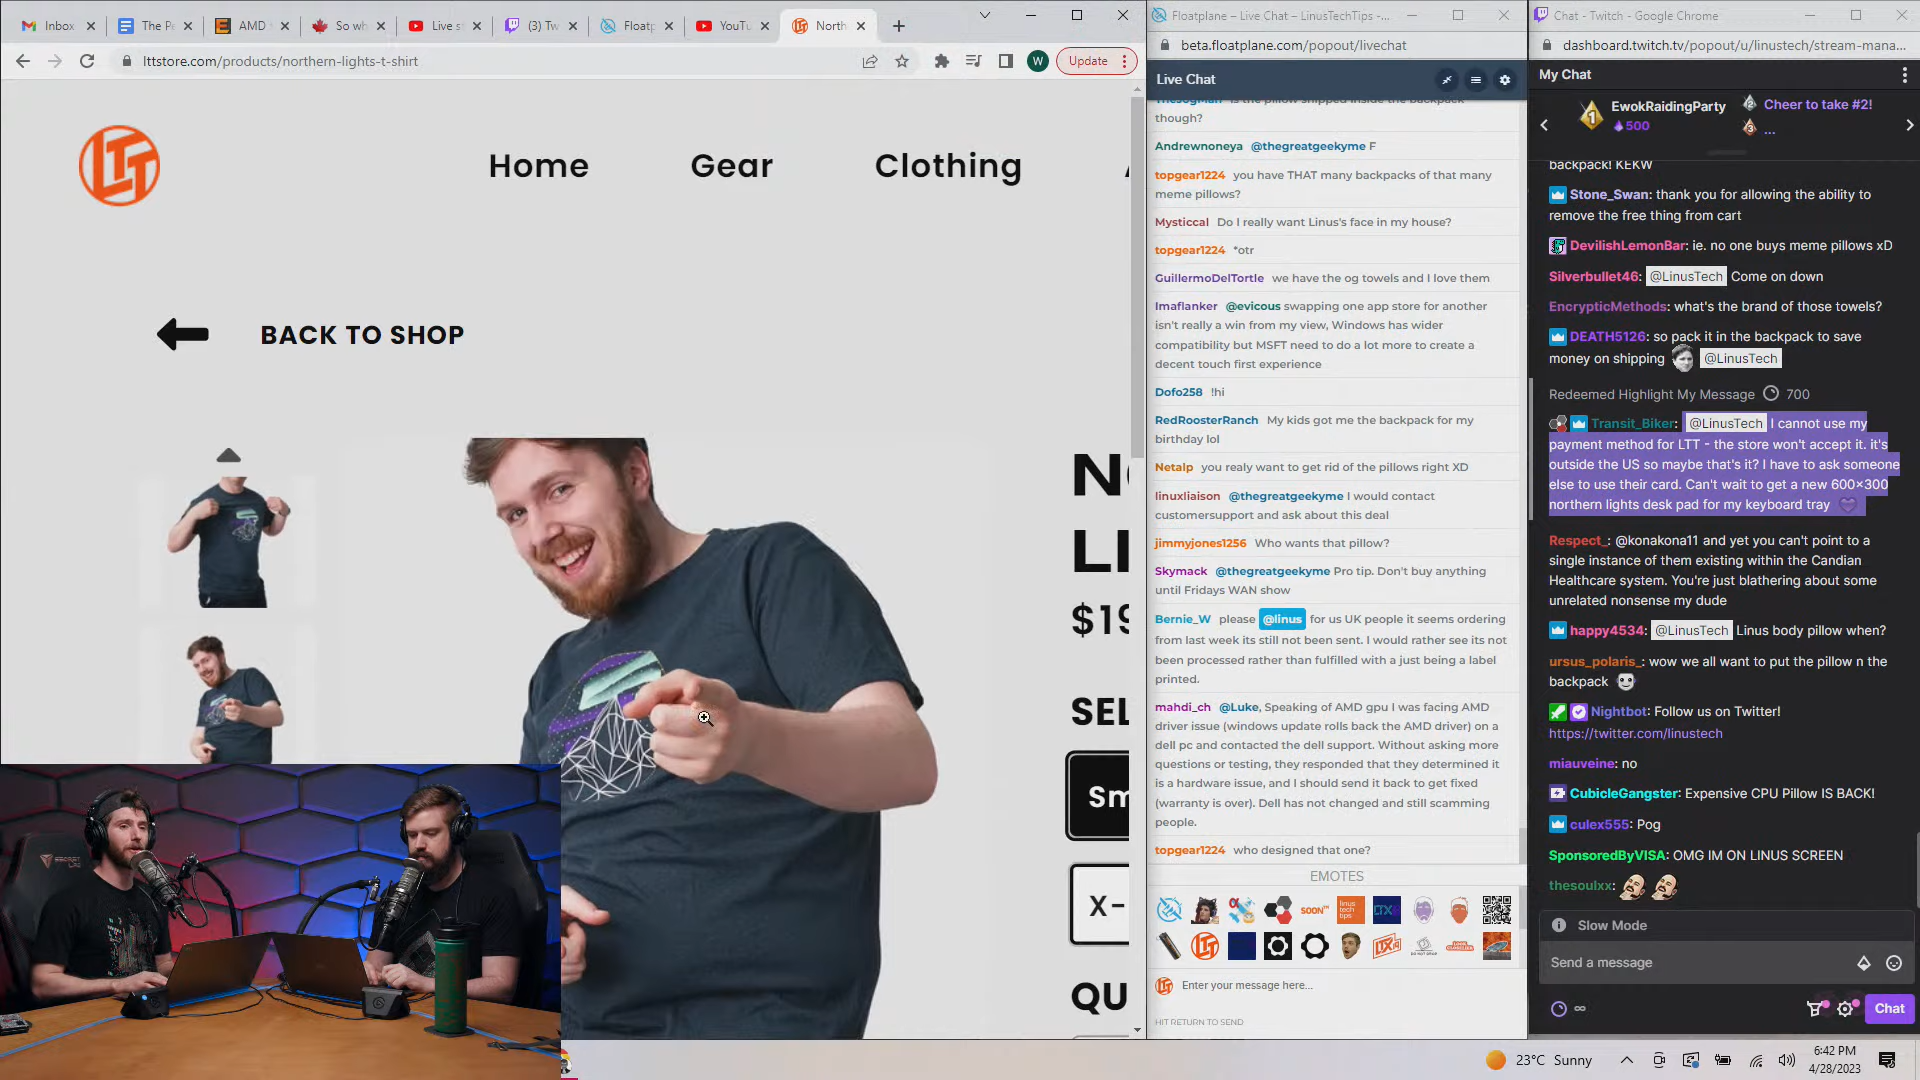 Inbox
The P
AMD
So wh
Live s
(3) Tw
Floatp
YouTu
North
lttstore.com/products/northern-lights-t-shirt
W
Update
LTT
Home
Gear
Clothing
BACK TO SHOP
LI
$19
SEL
Sm
X-
QU
Floatplane – Live Chat – LinusTechTips -...
beta.floatplane.com/popout/livechat
Live Chat
TheSogMan is the pillow shipped inside the backpack
though?
Andrewnoneya @thegreatgeekyme F
topgear1224 you have THAT many backpacks of that many
meme pillows?
Mysticcal Do I really want Linus's face in my house?
topgear1224 *otr
GuillermoDelTortle we have the og towels and I love them
Imaflanker @evicous swapping one app store for another
isn't really a win from my view, Windows has wider
compatibility but MSFT need to do a lot more to create a
decent touch first experience
Dofo258 !hi
RedRoosterRanch My kids got me the backpack for my
birthday lol
Netalp you realy want to get rid of the pillows right XD
linuxliaison @thegreatgeekyme I would contact
customersupport and ask about this deal
jimmyjones1256 Who wants that pillow?
Skymack @thegreatgeekyme Pro tip. Don't buy anything
until Fridays WAN show
Bernie_W please @linus for us UK people it seems ordering
from last week its still not been sent. I would rather see its not
been processed rather than fulfilled with a just being a label
printed.
mahdi_ch @Luke, Speaking of AMD gpu I was facing AMD
driver issue (windows update rolls back the AMD driver) on a
dell pc and contacted the dell support. Without asking more
questions or testing, they responded that they determined it
is a hardware issue, and I should send it back to get fixed
(warranty is over). Dell has not changed and still scamming
people.
topgear1224 who designed that one?
EMOTES
SOON™
linus
tech
tips
LTX
Enter your message here...
HIT RETURN TO SEND
Chat - Twitch - Google Chrome
dashboard.twitch.tv/popout/u/linustech/stream-mana...
My Chat
1
EwokRaidingParty
500
2
Cheer to take #2!
3
...
backpack! KEKW
Stone_Swan: thank you for allowing the ability to
remove the free thing from cart
DevilishLemonBar: ie. no one buys meme pillows xD
Silverbullet46: @LinusTech Come on down
EncrypticMethods: what's the brand of those towels?
DEATH5126: so pack it in the backpack to save
money on shipping @LinusTech
Redeemed Highlight My Message 700
Transit_Biker: @LinusTech I cannot use my
payment method for LTT - the store won't accept it. it's
outside the US so maybe that's it? I have to ask someone
else to use their card. Can't wait to get a new 600×300
northern lights desk pad for my keyboard tray
Respect_: @konakona11 and yet you can't point to a
single instance of them existing within the Candian
Healthcare system. You're just blathering about some
unrelated nonsense my dude
happy4534: @LinusTech Linus body pillow when?
ursus_polaris_: wow we all want to put the pillow n the
backpack
Nightbot: Follow us on Twitter!
https://twitter.com/linustech
miauveine: no
CubicleGangster: Expensive CPU Pillow IS BACK!
culex555: Pog
SponsoredByVISA: OMG IM ON LINUS SCREEN
thesoulxx:
Slow Mode
Send a message
Chat
23°C Sunny
6:42 PM
4/28/2023